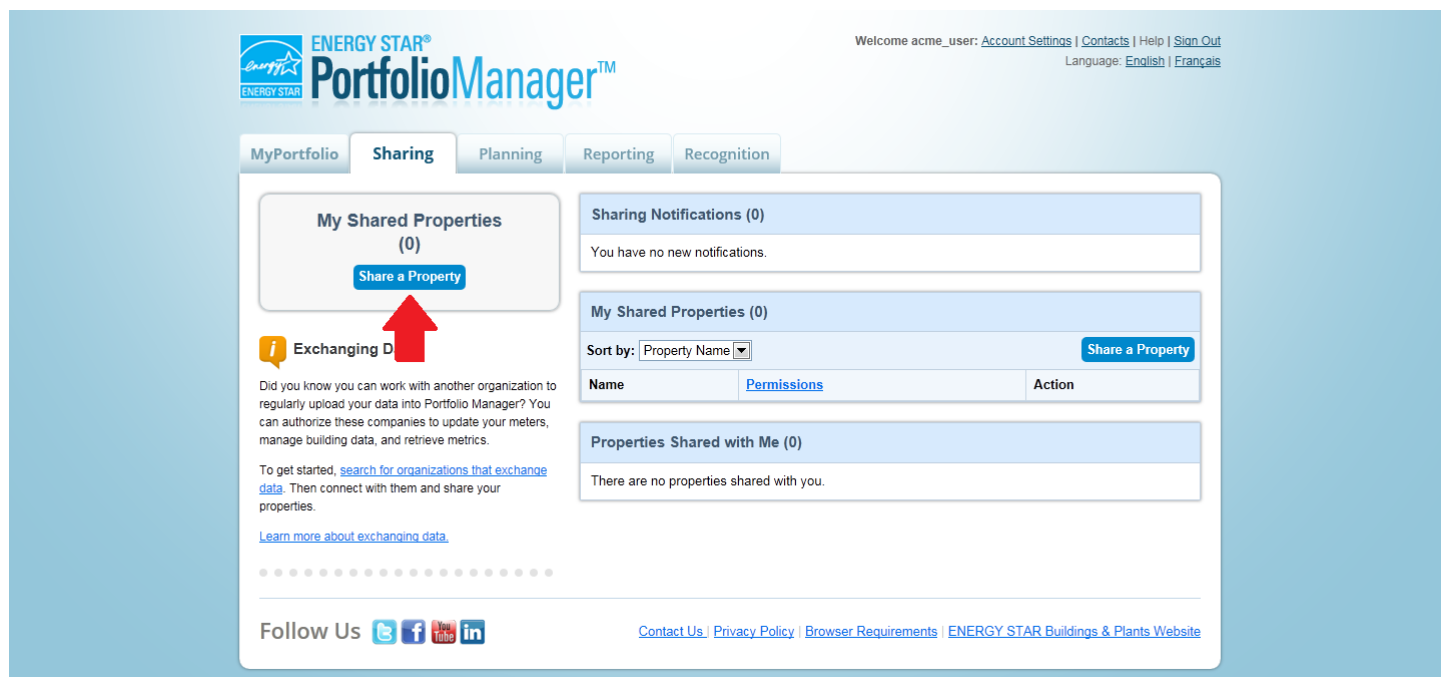 ENERGY STAR®
PortfolioManager™
energy
ENERGY STAR
Welcome acme_user: Account Settings | Contacts | Help | Sign Out
Language: English | Français
MyPortfolio
Sharing
Planning
Reporting
Recognition
My Shared Properties
(0)
Share a Property
i
Exchanging D
Did you know you can work with another organization to
regularly upload your data into Portfolio Manager? You
can authorize these companies to update your meters,
manage building data, and retrieve metrics.
To get started, search for organizations that exchange
data. Then connect with them and share your
properties.
Learn more about exchanging data.
Sharing Notifications (0)
You have no new notifications.
My Shared Properties (0)
Sort by: Property Name
Share a Property
Name Permissions Action
Properties Shared with Me (0)
There are no properties shared with you.
Follow Us
You
Tube
in
Contact Us | Privacy Policy | Browser Requirements | ENERGY STAR Buildings & Plants Website